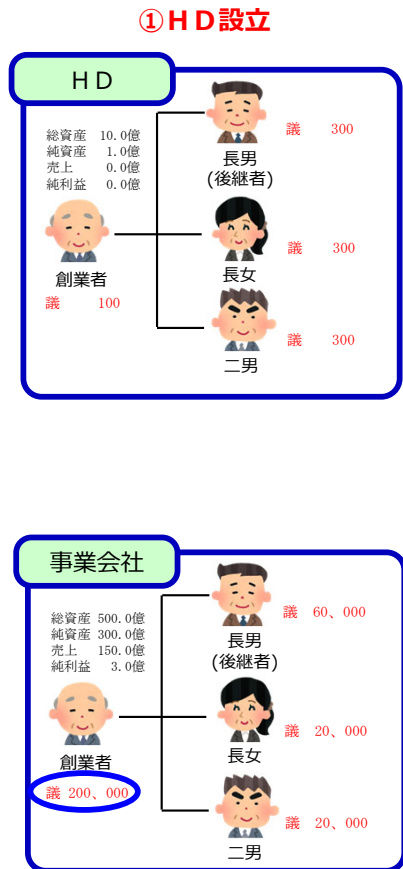 ①ＨＤ設立
ＨＤ
総資産 10.0億
純資産 1.0億
売上 0.0億
純利益 0.0億
創業者
議 100
議 300
長男
(後継者)
議 300
長女
議 300
二男
事業会社
総資産 500.0億
純資産 300.0億
売上 150.0億
純利益 3.0億
創業者
議 200、000
議 60、000
長男
(後継者)
議 20、000
長女
議 20、000
二男